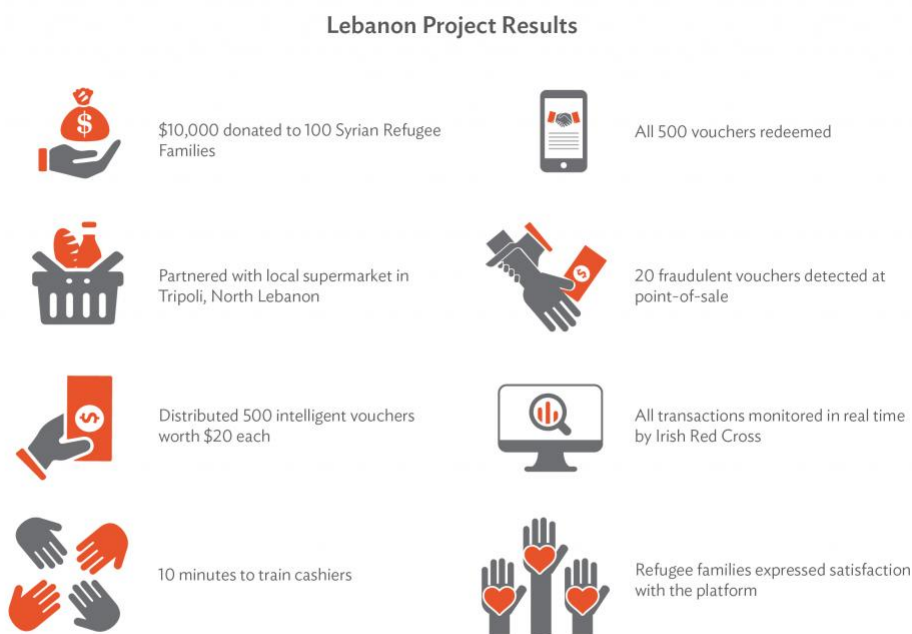 Lebanon Project Results
$10,000 donated to 100 Syrian Refugee
Families
All 500 vouchers redeemed
Partnered with local supermarket in
Tripoli, North Lebanon
20 fraudulent vouchers detected at
point-of-sale
Distributed 500 intelligent vouchers
worth $20 each
All transactions monitored in real time
by Irish Red Cross
10 minutes to train cashiers
Refugee families expressed satisfaction
with the platform